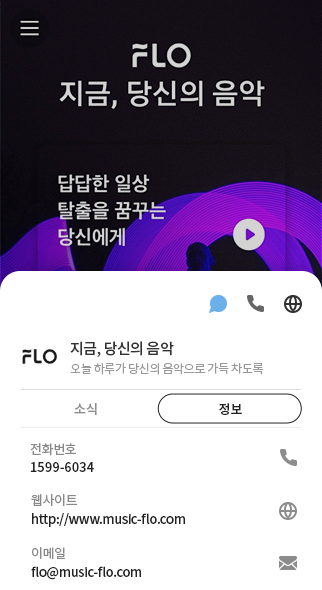 FLO
지금, 당신의 음악
답답한 일상
탈출을 꿈꾸는
당신에게
FLO
지금, 당신의 음악
오늘 하루가 당신의 음악으로 가득 차도록
소식
정보
전화번호
1599-6034
웹사이트
http://www.music-flo.com
이메일
flo@music-flo.com